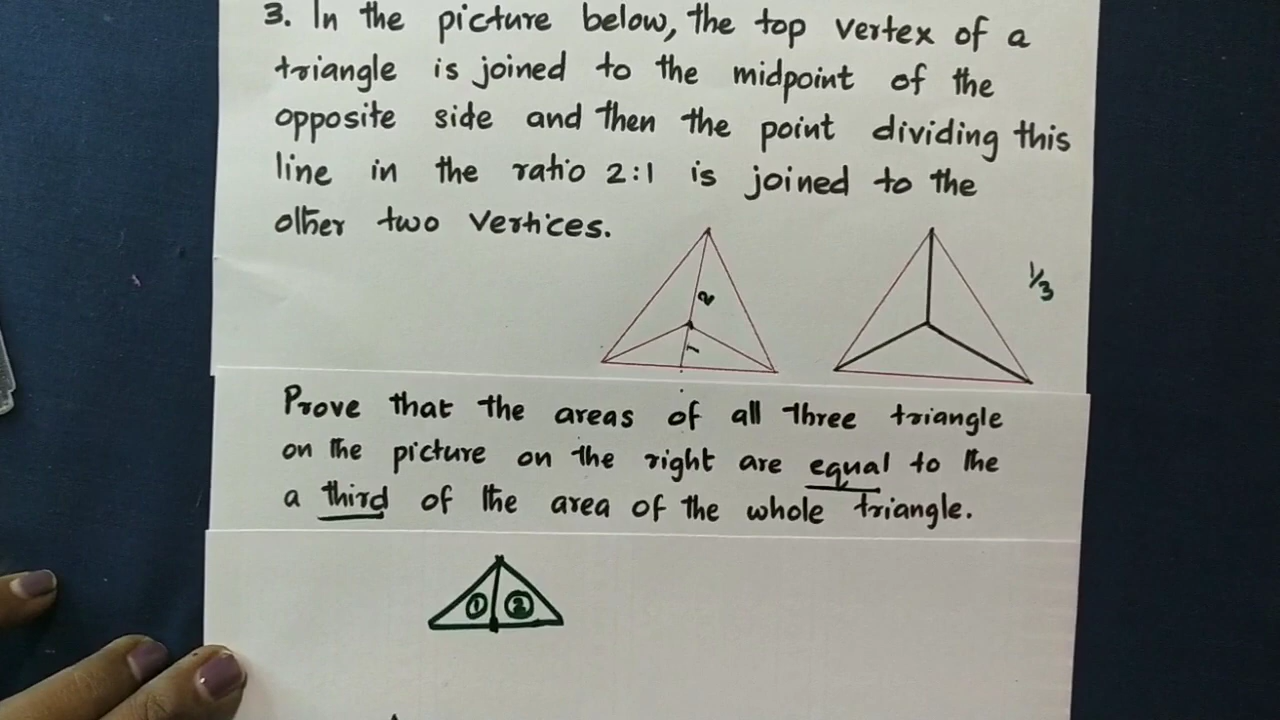 3. In the picture below, the top vertex of a
triangle is joined to the midpoint of the
opposite side and then the point dividing this
line in the ratio 2:1 is joined to the
other two vertices.
2
1
1/3
Prove that the areas of all three triangle
on the picture on the right are equal to the
a third of the area of the whole triangle.
① ②